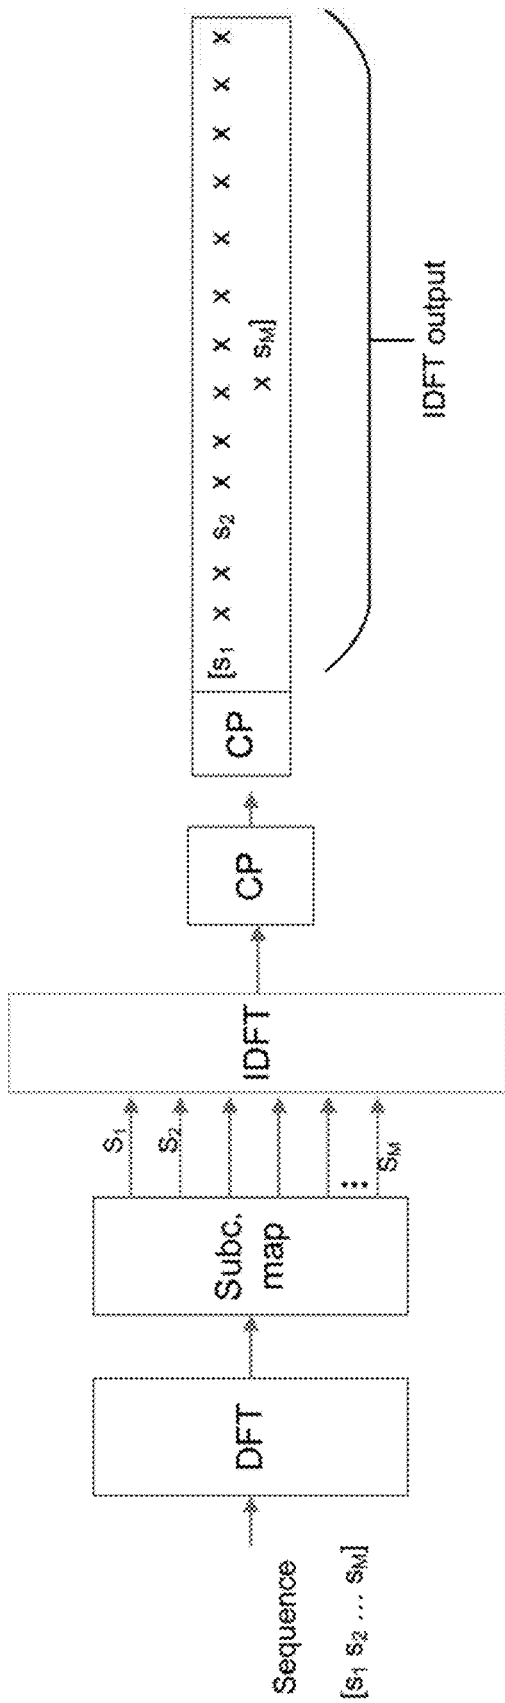 Sequence
[s₁ s₂ ... sₘ]
DFT
Subc.
map
S₁
S₂
⋮
Sₘ
IDFT
CP
CP
[s₁ x x s₂ x x x x x x x x x x
x sₘ]
IDFT output